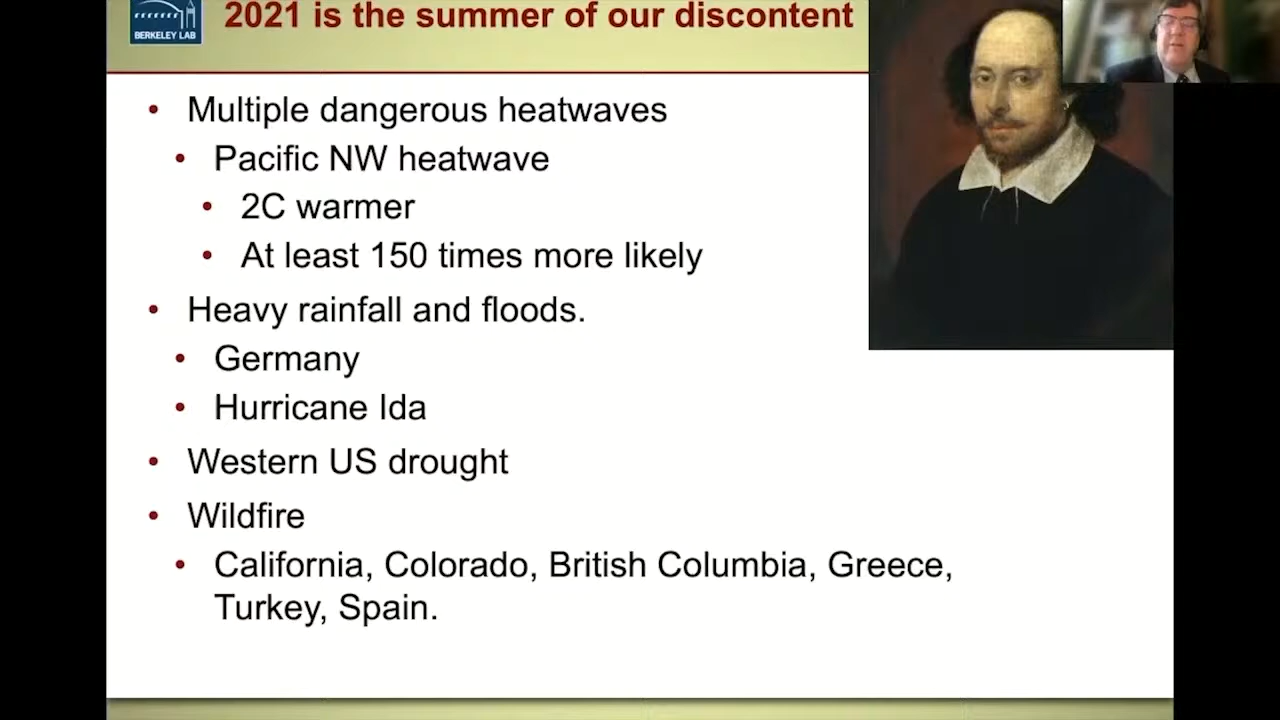 2021 is the summer of our discontent
BERKELEY LAB
• Multiple dangerous heatwaves
• Pacific NW heatwave
• 2C warmer
• At least 150 times more likely
• Heavy rainfall and floods.
• Germany
• Hurricane Ida
• Western US drought
• Wildfire
• California, Colorado, British Columbia, Greece,
Turkey, Spain.